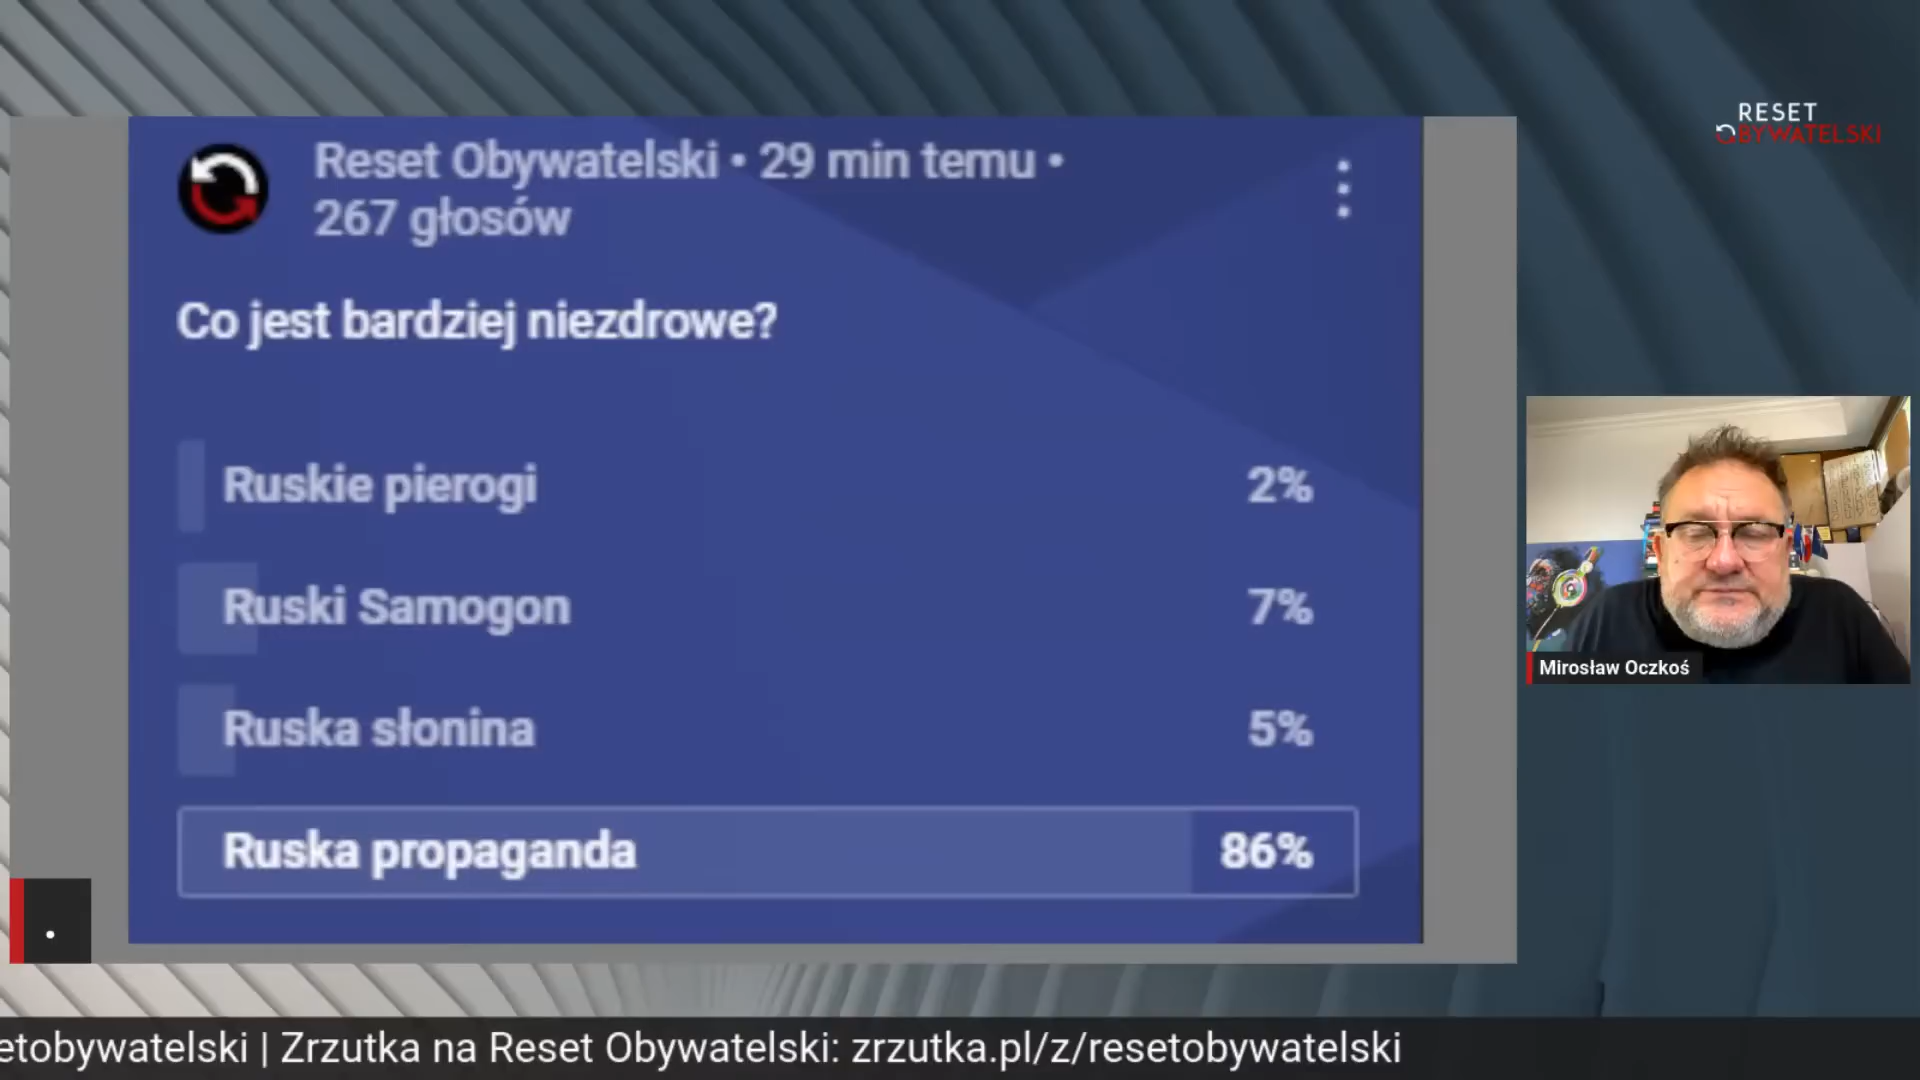 RESET
OBYWATELSKI
Reset Obywatelski • 29 min temu •
267 głosów
Co jest bardziej niezdrowe?
Ruskie pierogi 2%
Ruski Samogon 7%
Ruska słonina 5%
Ruska propaganda 86%
Mirosław Oczkoś
.
etobywatelski | Zrzutka na Reset Obywatelski: zrzutka.pl/z/resetobywatelski